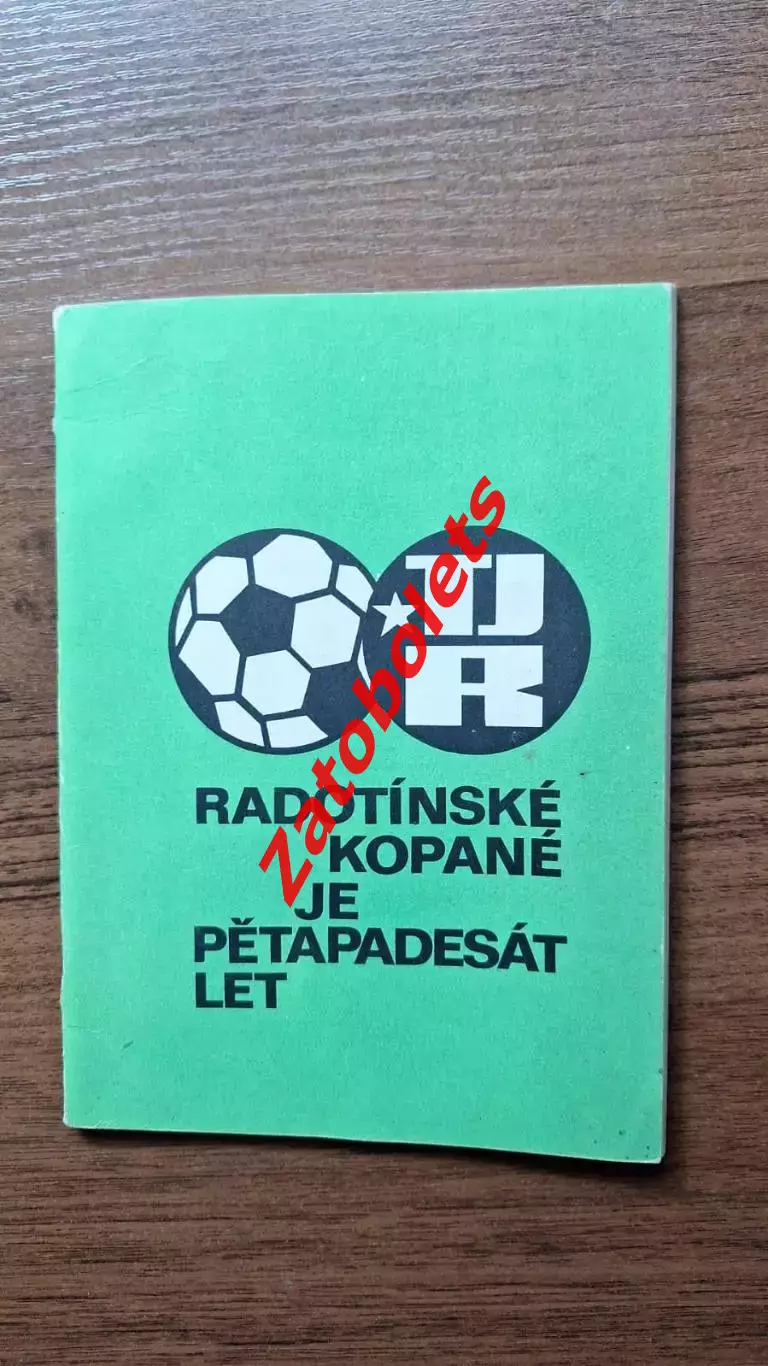 TJ
R
Zatobolets
RADOTÍNSKÉ
KOPANÉ
JE
PĚTAPADESÁT
LET